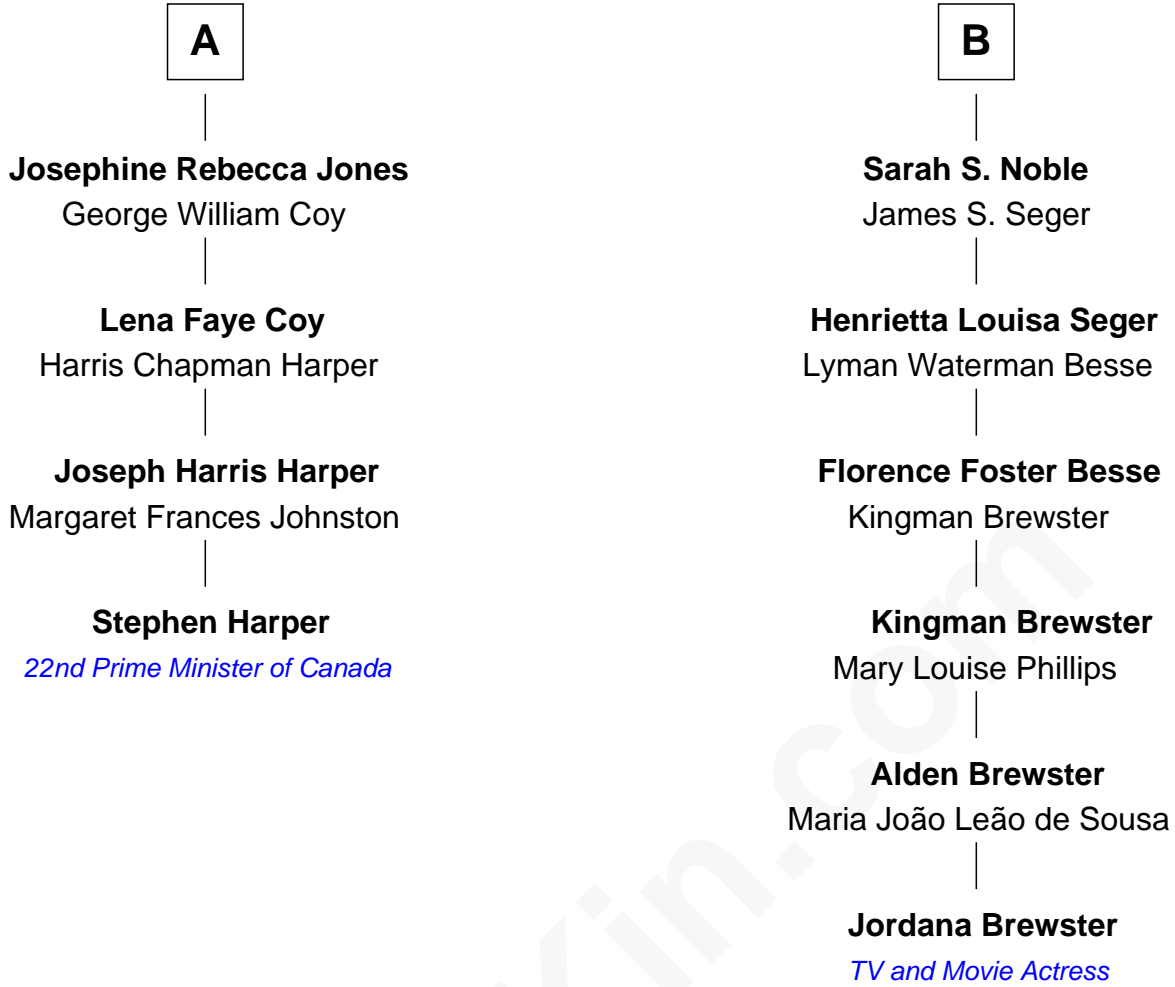 A
Josephine Rebecca Jones
George William Coy
Lena Faye Coy
Harris Chapman Harper
Joseph Harris Harper
Margaret Frances Johnston
Stephen Harper
22nd Prime Minister of Canada
B
Sarah S. Noble
James S. Seger
Henrietta Louisa Seger
Lyman Waterman Besse
Florence Foster Besse
Kingman Brewster
Kingman Brewster
Mary Louise Phillips
Alden Brewster
Maria João Leão de Sousa
Jordana Brewster
TV and Movie Actress
Kin.com